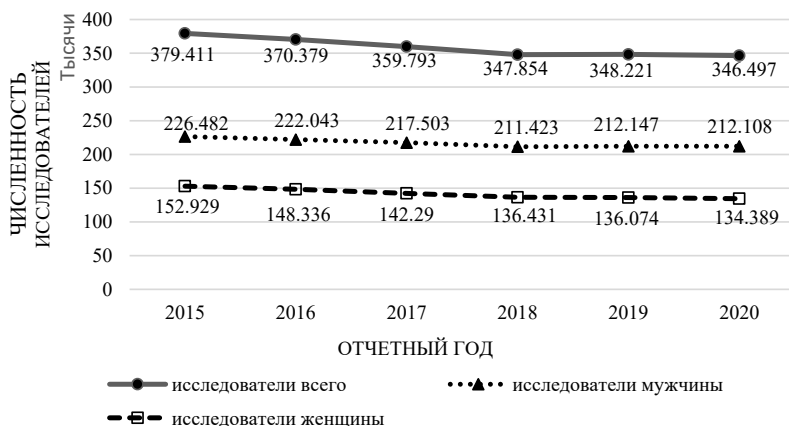 400
350
300
250
200
150
100
50
0
Тысячи
ЧИСЛЕННОСТЬ
ИССЛЕДОВАТЕЛЕЙ
379.411 370.379 359.793 347.854 348.221 346.497
226.482 222.043 217.503 211.423 212.147 212.108
152.929 148.336 142.29 136.431 136.074 134.389
2015 2016 2017 2018 2019 2020
ОТЧЕТНЫЙ ГОД
исследователи всего исследователи мужчины
исследователи женщины